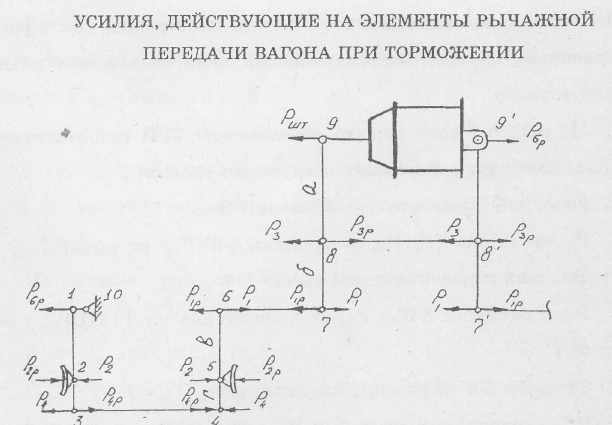 УСИЛИЯ, ДЕЙСТВУЮЩИЕ НА ЭЛЕМЕНТЫ РЫЧАЖНОЙ
ПЕРЕДАЧИ ВАГОНА ПРИ ТОРМОЖЕНИИ
Pшт 9 9' Pбр
а
P3 P3р P3 P3р
8 8'
в
Pбр 1 10 P1р 6 P1 P1р P1 P1 P1р
7 7'
в
P2р 2 P2 P2 5 P2р
г
P4 P4р P4р P4
3 4